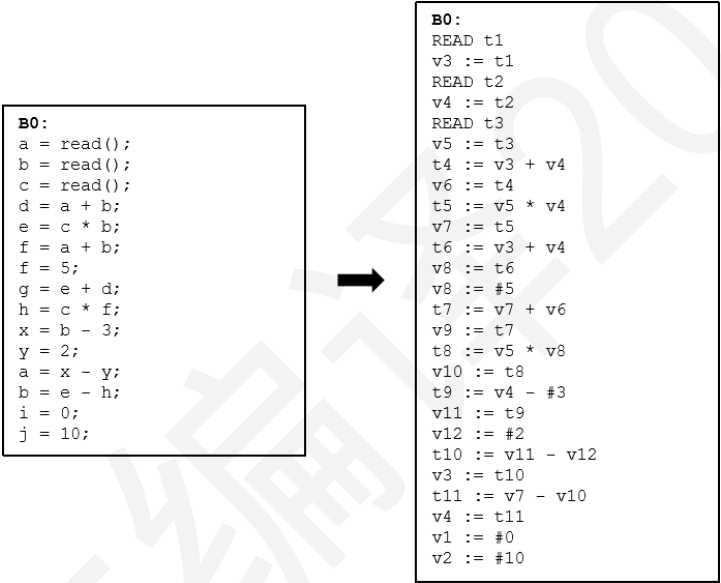 B0:
a = read();
b = read();
c = read();
d = a + b;
e = c * b;
f = a + b;
f = 5;
g = e + d;
h = c * f;
x = b - 3;
y = 2;
a = x - y;
b = e - h;
i = 0;
j = 10;
B0:
READ t1
v3 := t1
READ t2
v4 := t2
READ t3
v5 := t3
t4 := v3 + v4
v6 := t4
t5 := v5 * v4
v7 := t5
t6 := v3 + v4
v8 := t6
v8 := #5
t7 := v7 + v6
v9 := t7
t8 := v5 * v8
v10 := t8
t9 := v4 - #3
v11 := t9
v12 := #2
t10 := v11 - v12
v3 := t10
t11 := v7 - v10
v4 := t11
v1 := #0
v2 := #10